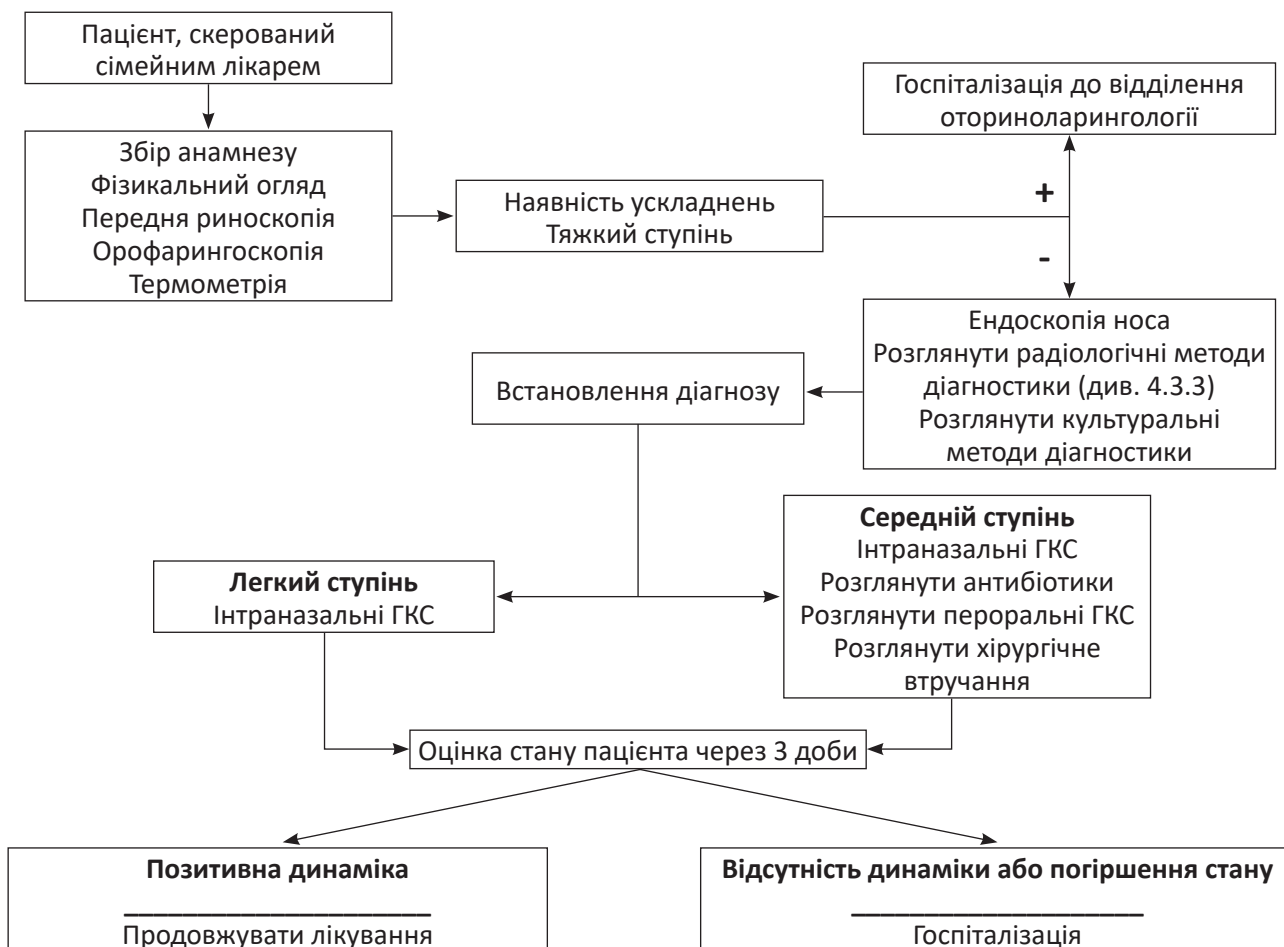 Пацієнт, скерований
сімейним лікарем
Госпіталізація до відділення
оториноларингології
Збір анамнезу
Фізикальний огляд
Передня риноскопія
Орофарингоскопія
Термометрія
Наявність ускладнень
Тяжкий ступінь
+
-
Ендоскопія носа
Розглянути радіологічні методи
діагностики (див. 4.3.3)
Розглянути культуральні
методи діагностики
Встановлення діагнозу
Легкий ступінь
Інтраназальні ГКС
Середній ступінь
Інтраназальні ГКС
Розглянути антибіотики
Розглянути пероральні ГКС
Розглянути хірургічне
втручання
Оцінка стану пацієнта через 3 доби
Позитивна динаміка
Продовжувати лікування
Відсутність динаміки або погіршення стану
Госпіталізація